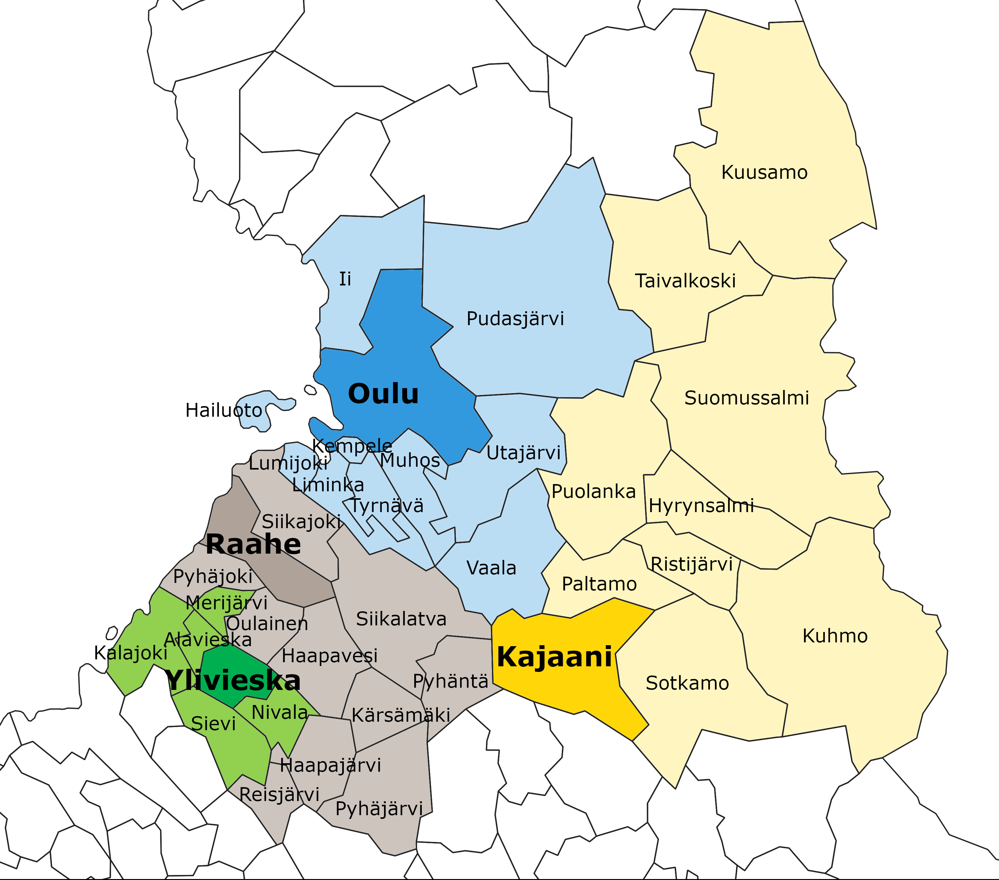 Kuusamo
Ii
Taivalkoski
Pudasjärvi
Oulu
Suomussalmi
Hailuoto
Kempele
Utajärvi
Muhos
Lumijoki
Liminka
Puolanka
Tyrnävä
Hyrynsalmi
Siikajoki
Raahe
Ristijärvi
Vaala
Pyhäjoki
Paltamo
Merijärvi
Siikalatva
Oulainen
Kuhmo
Alavieska
Kalajoki
Haapavesi
Kajaani
Ylivieska
Pyhäntä
Sotkamo
Nivala
Kärsämäki
Sievi
Haapajärvi
Reisjärvi
Pyhäjärvi